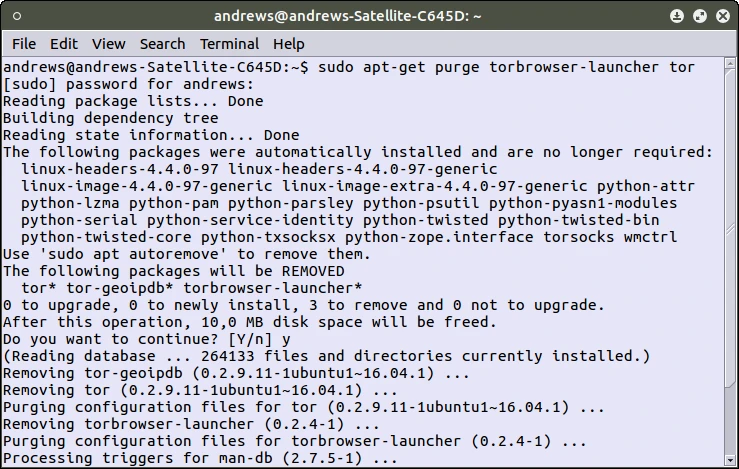 andrews@andrews-Satellite-C645D: ~
File Edit View Search Terminal Help
andrews@andrews-Satellite-C645D:~$ sudo apt-get purge torbrowser-launcher tor
[sudo] password for andrews:
Reading package lists... Done
Building dependency tree
Reading state information... Done
The following packages were automatically installed and are no longer required:
  linux-headers-4.4.0-97 linux-headers-4.4.0-97-generic
  linux-image-4.4.0-97-generic linux-image-extra-4.4.0-97-generic python-attr
  python-lzma python-pam python-parsley python-psutil python-pyasn1-modules
  python-serial python-service-identity python-twisted python-twisted-bin
  python-twisted-core python-txsocksx python-zope.interface torsocks wmctrl
Use 'sudo apt autoremove' to remove them.
The following packages will be REMOVED
  tor* tor-geoipdb* torbrowser-launcher*
0 to upgrade, 0 to newly install, 3 to remove and 0 not to upgrade.
After this operation, 10,0 MB disk space will be freed.
Do you want to continue? [Y/n] y
(Reading database ... 264133 files and directories currently installed.)
Removing tor-geoipdb (0.2.9.11-1ubuntu1~16.04.1) ...
Removing tor (0.2.9.11-1ubuntu1~16.04.1) ...
Purging configuration files for tor (0.2.9.11-1ubuntu1~16.04.1) ...
Removing torbrowser-launcher (0.2.4-1) ...
Purging configuration files for torbrowser-launcher (0.2.4-1) ...
Processing triggers for man-db (2.7.5-1) ...